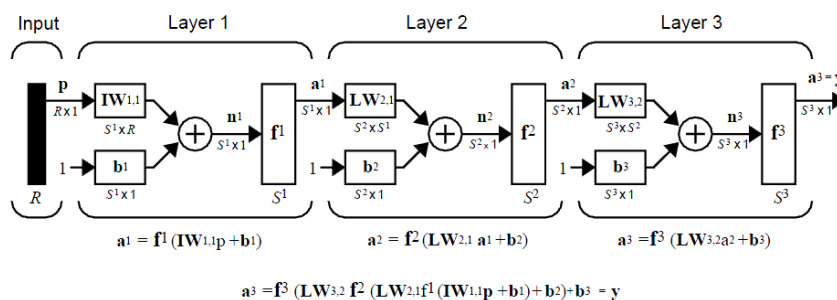 Input Layer 1 Layer 2 Layer 3
p a¹ a² a³ = y
IW1,1 LW2,1 LW3,2
R×1 S¹×1 S²×1 S³×1
S¹×R n¹ f¹ S²×S¹ n² f² S³×S² n³ f³
S¹×1 S²×1 S³×1
1 b1 1 b2 1 b3
R S¹×1 S¹ S²×1 S² S³×1 S³
a1 = f¹ (IW1,1p +b1) a2 = f² (LW2,1 a1 +b2) a3 =f³ (LW3,2a2 +b3)
a3 =f³ (LW3,2 f² (LW2,1f¹ (IW1,1p +b1)+b2)+b3 = y